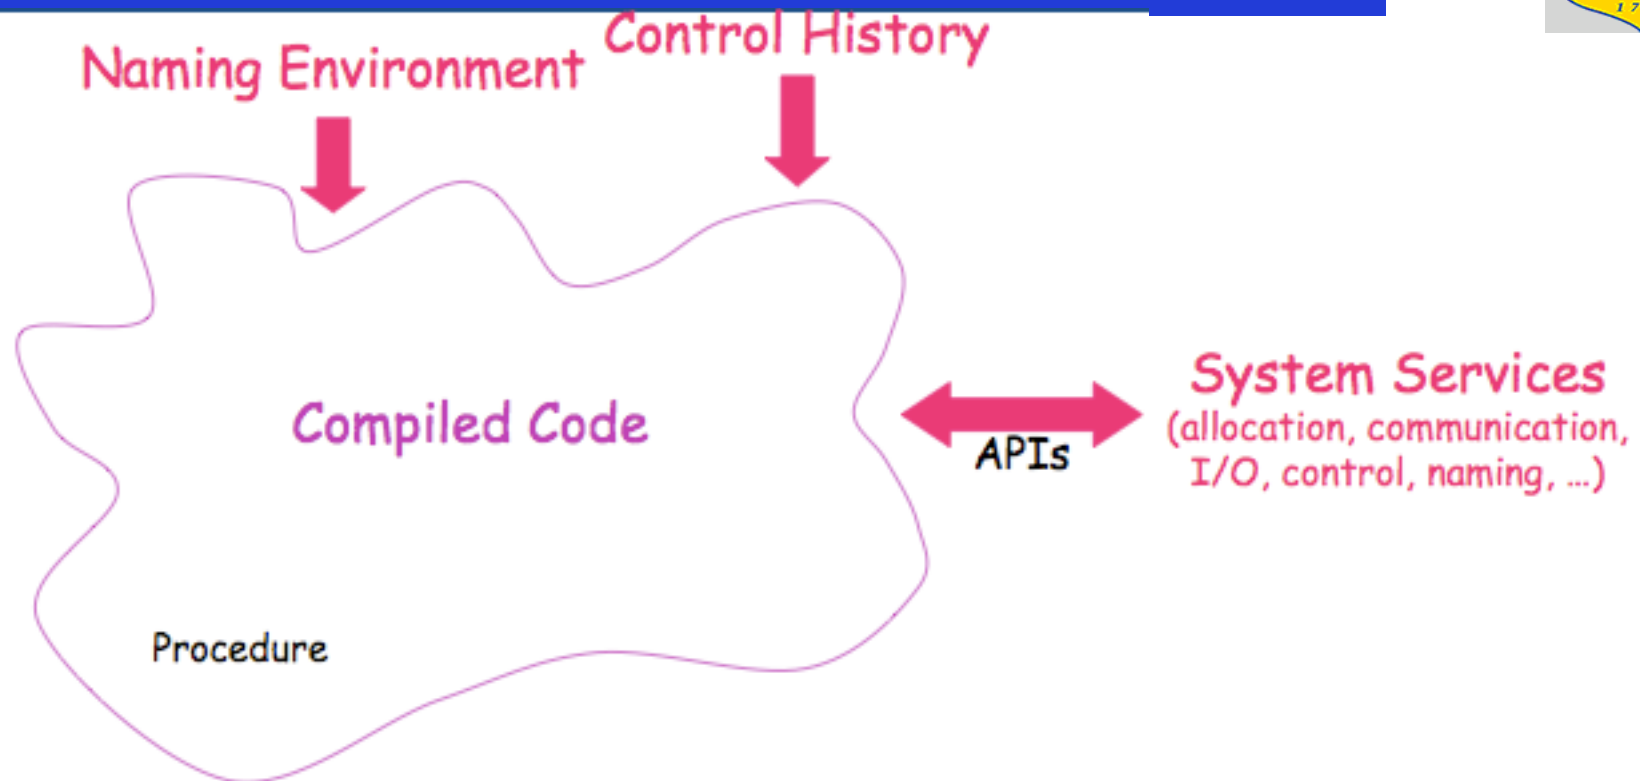 Control History
Naming Environment
Compiled Code
System Services
(allocation, communication,
APIs
I/O, control, naming, ...)
Procedure